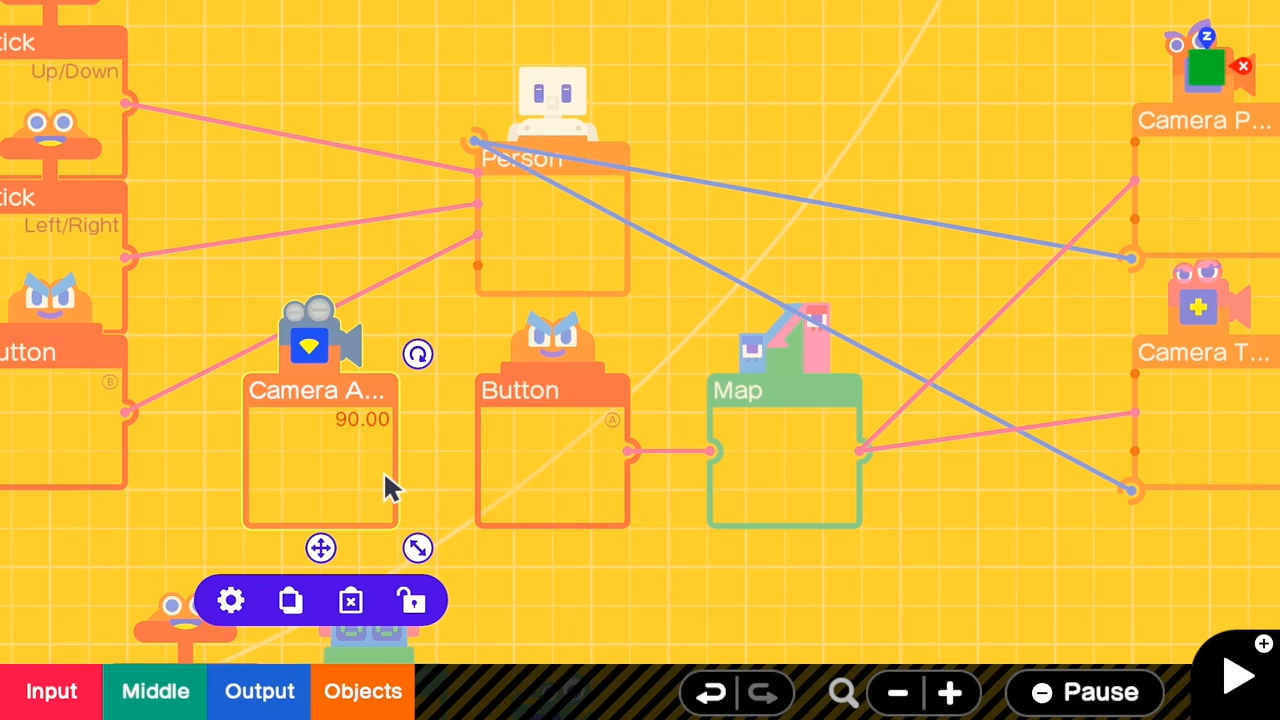 tick
Up/Down
Z
Camera P...
Person
tick
Left/Right
utton
B
Camera A...
90.00
Button
A
Map
Camera T...
Input
Middle
Output
Objects
Pause